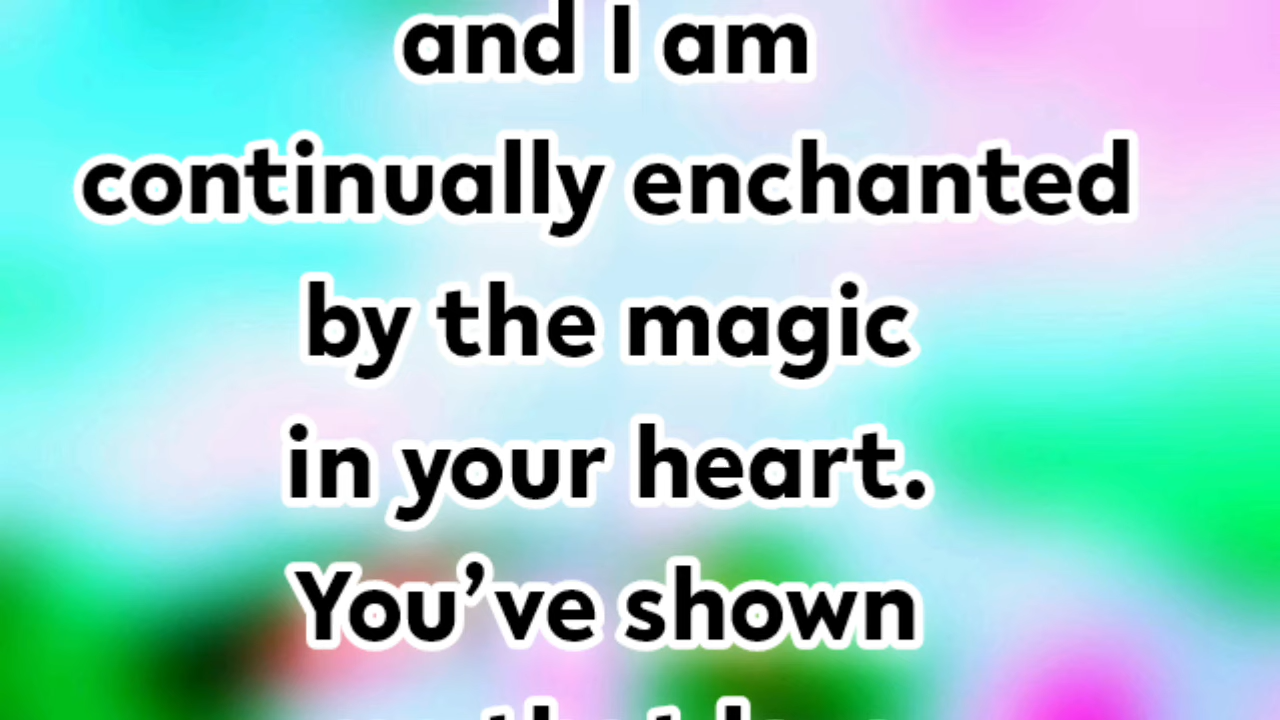 and I am
continually enchanted
by the magic
in your heart.
You’ve shown